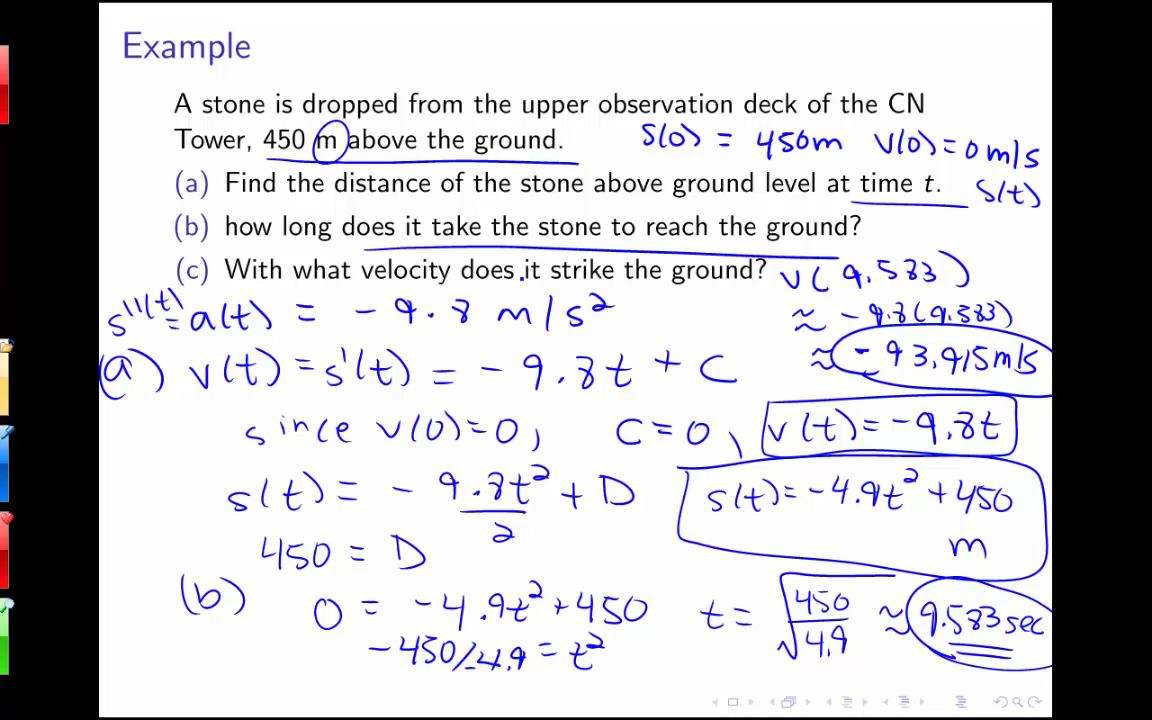 Example
A stone is dropped from the upper observation deck of the CN
Tower, 450 m above the ground.
s(0) = 450m v(0)=0m/s
(a) Find the distance of the stone above ground level at time t.
s(t)
(b) how long does it take the stone to reach the ground?
(c) With what velocity does it strike the ground?
v(9.583)
≈ -9.8(9.583)
≈ -93.915m/s
s''(t) = a(t) = -9.8 m/s²
(a) v(t) = s'(t) = -9.8t + C
since v(0)=0, C=0, v(t)=-9.8t
s(t) = -9.8t²/2 + D
s(t)=-4.9t²+450
m
450 = D
(b) 0 = -4.9t²+450
t = √450/√4.9 ≈ 9.583sec
-450/-4.9 = t²